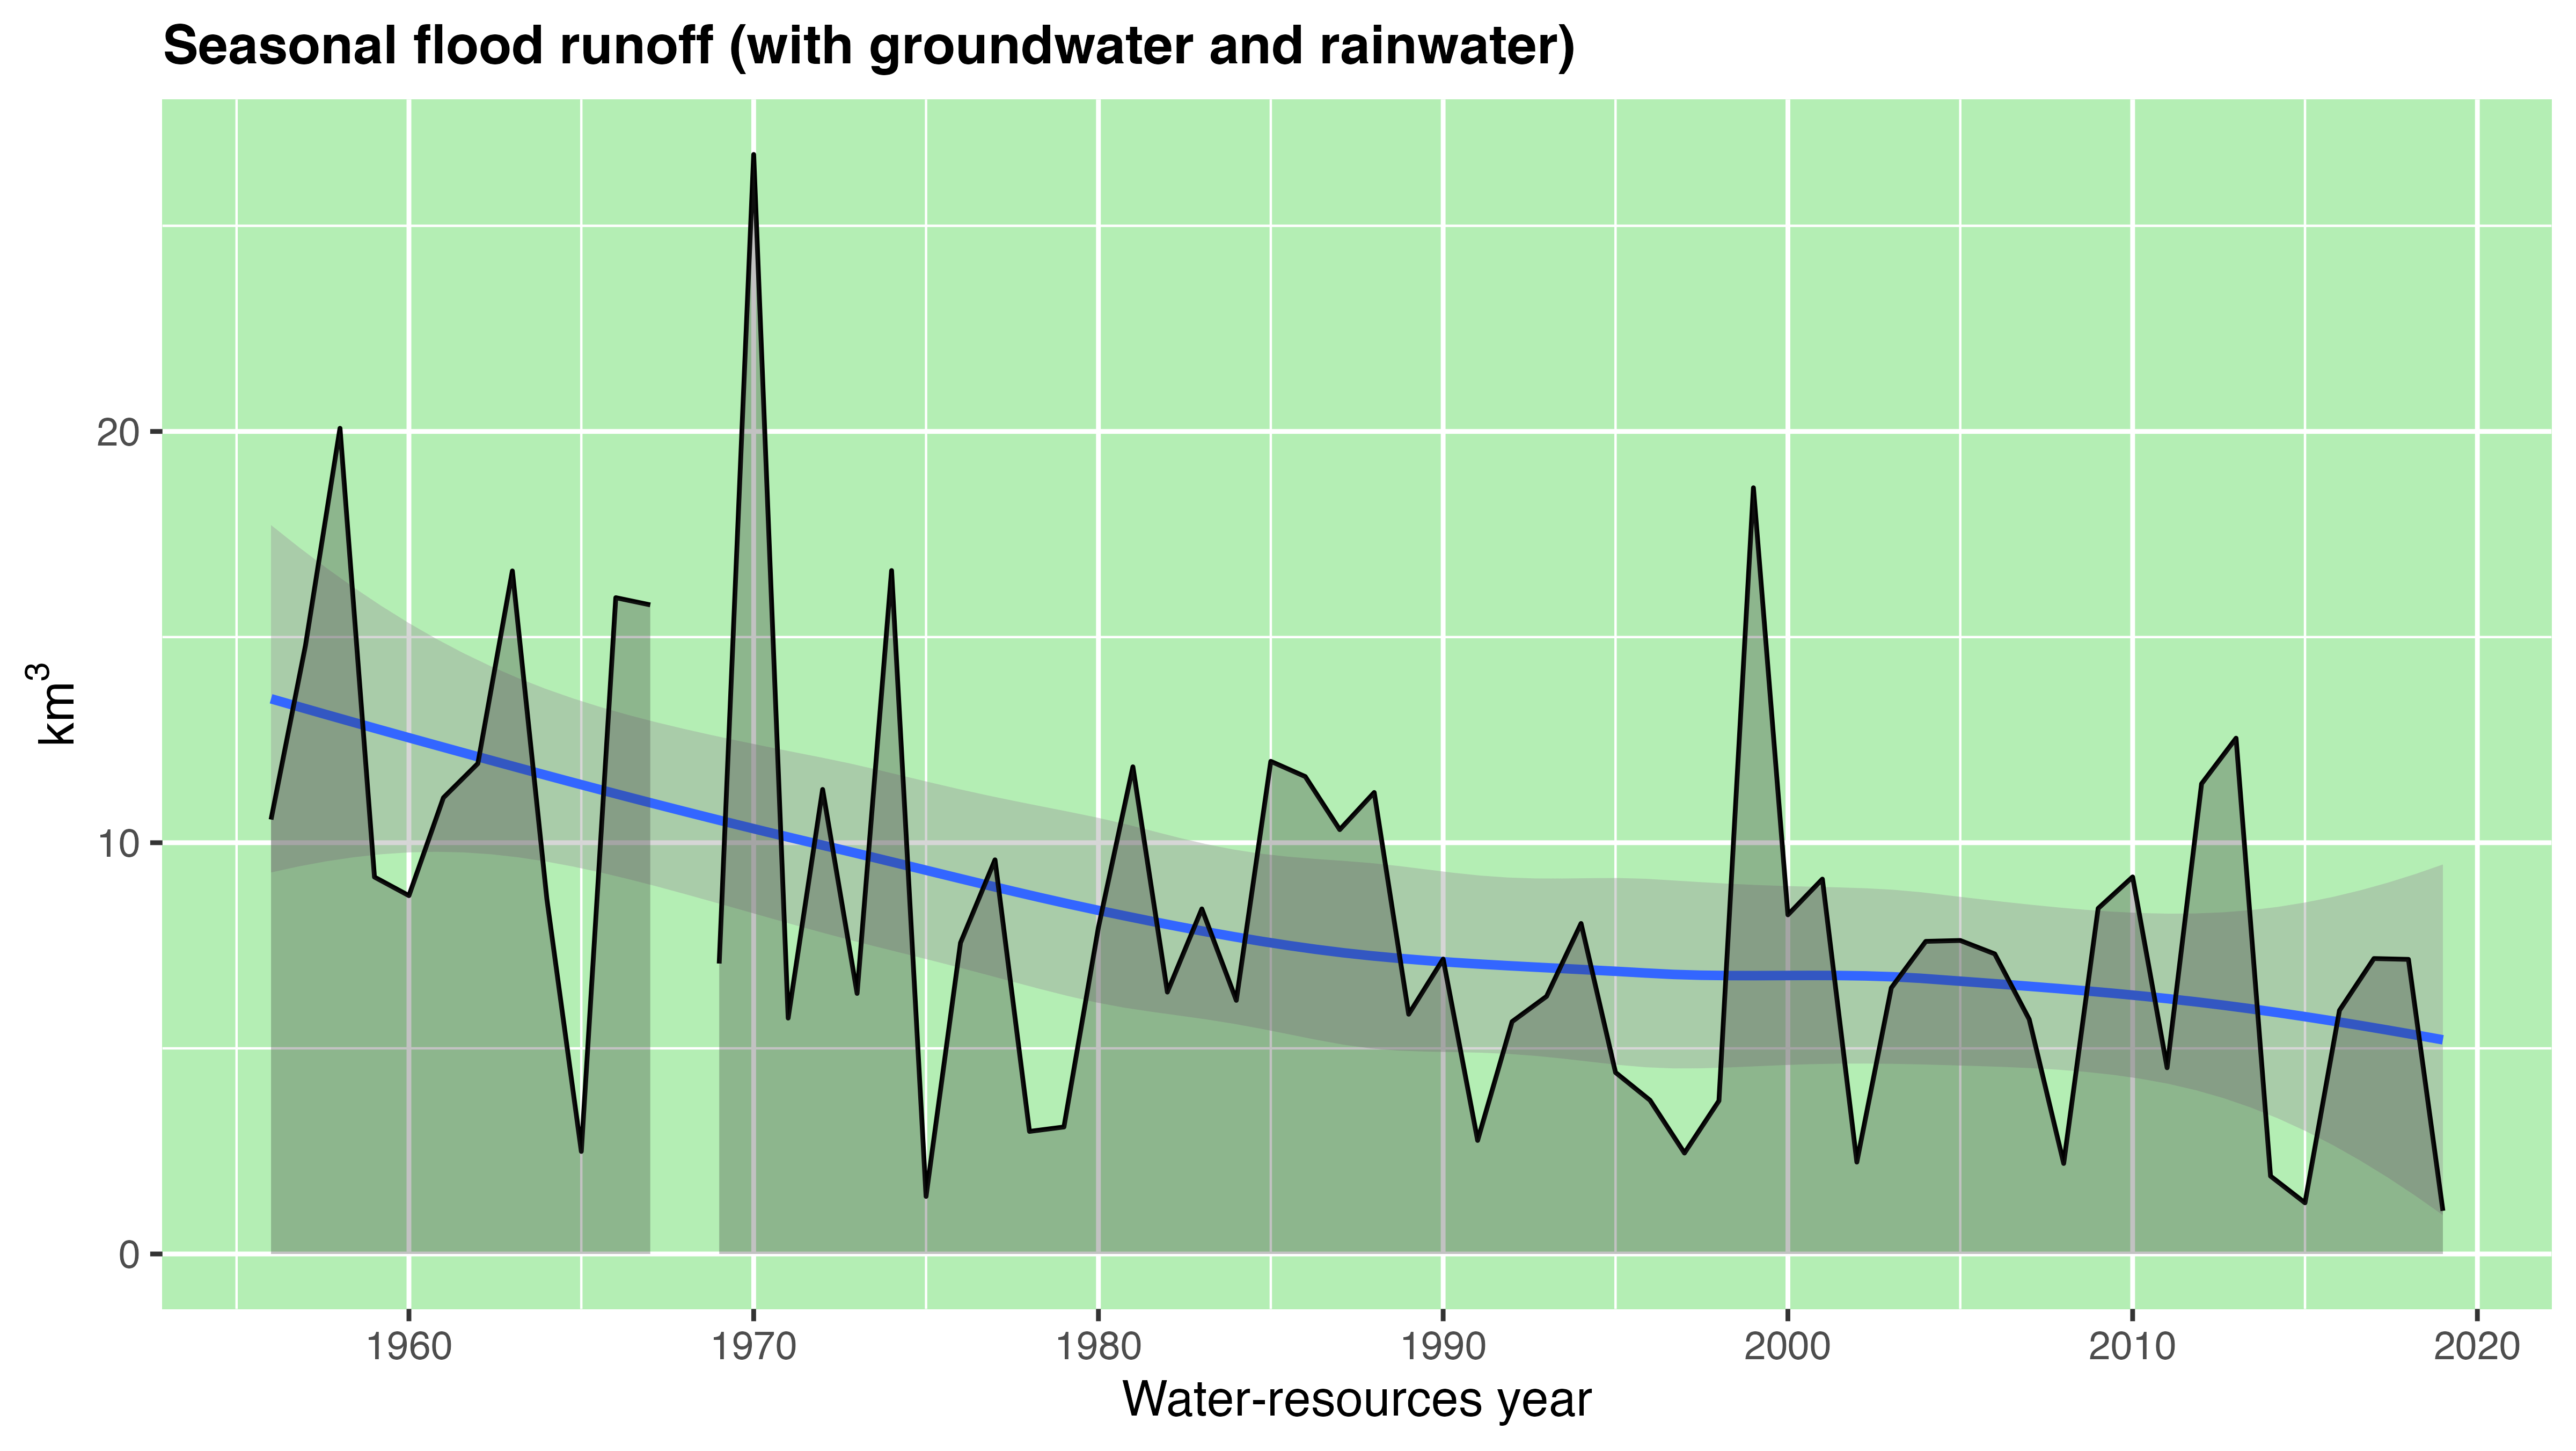 Seasonal flood runoff (with groundwater and rainwater)
km³
20
10
0
1960 1970 1980 1990 2000 2010 2020
Water-resources year